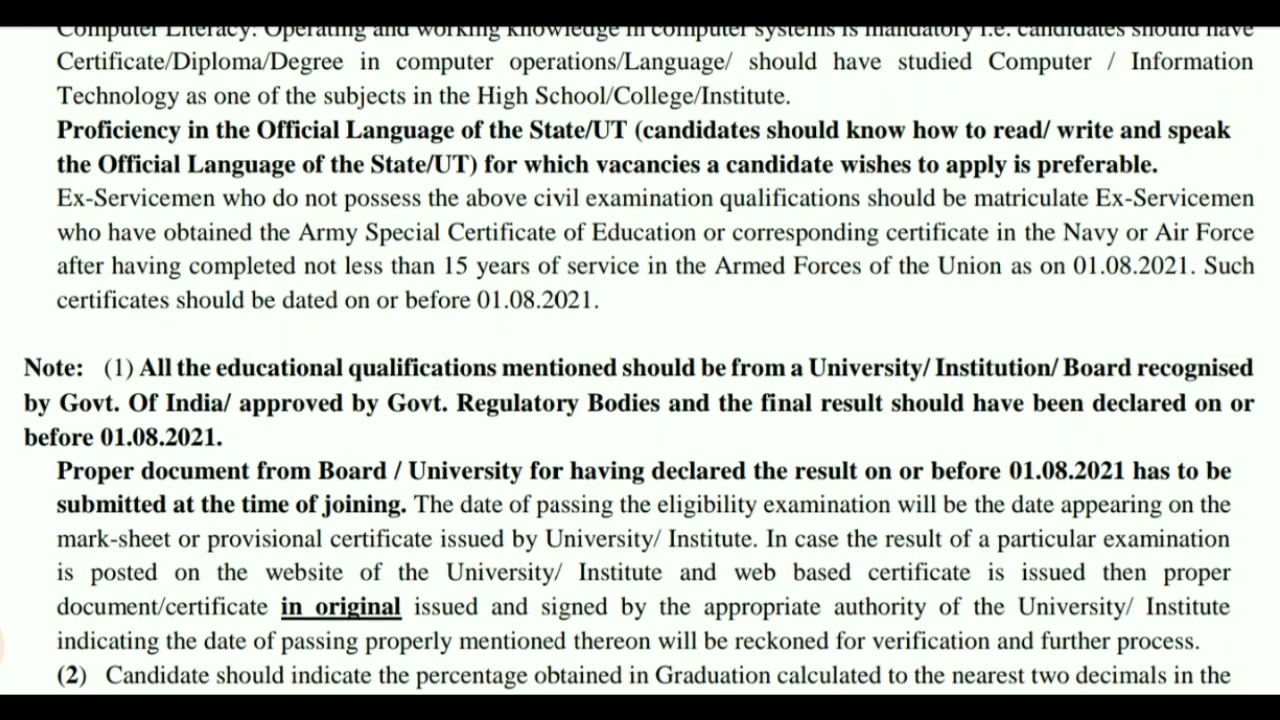 Computer Literacy: Operating and working knowledge in computer systems is mandatory i.e. candidates should have
Certificate/Diploma/Degree in computer operations/Language/ should have studied Computer / Information
Technology as one of the subjects in the High School/College/Institute.
Proficiency in the Official Language of the State/UT (candidates should know how to read/ write and speak
the Official Language of the State/UT) for which vacancies a candidate wishes to apply is preferable.
Ex-Servicemen who do not possess the above civil examination qualifications should be matriculate Ex-Servicemen
who have obtained the Army Special Certificate of Education or corresponding certificate in the Navy or Air Force
after having completed not less than 15 years of service in the Armed Forces of the Union as on 01.08.2021. Such
certificates should be dated on or before 01.08.2021.
Note: (1) All the educational qualifications mentioned should be from a University/ Institution/ Board recognised
by Govt. Of India/ approved by Govt. Regulatory Bodies and the final result should have been declared on or
before 01.08.2021.
Proper document from Board / University for having declared the result on or before 01.08.2021 has to be
submitted at the time of joining. The date of passing the eligibility examination will be the date appearing on the
mark-sheet or provisional certificate issued by University/ Institute. In case the result of a particular examination
is posted on the website of the University/ Institute and web based certificate is issued then proper
document/certificate in original issued and signed by the appropriate authority of the University/ Institute
indicating the date of passing properly mentioned thereon will be reckoned for verification and further process.
(2) Candidate should indicate the percentage obtained in Graduation calculated to the nearest two decimals in the